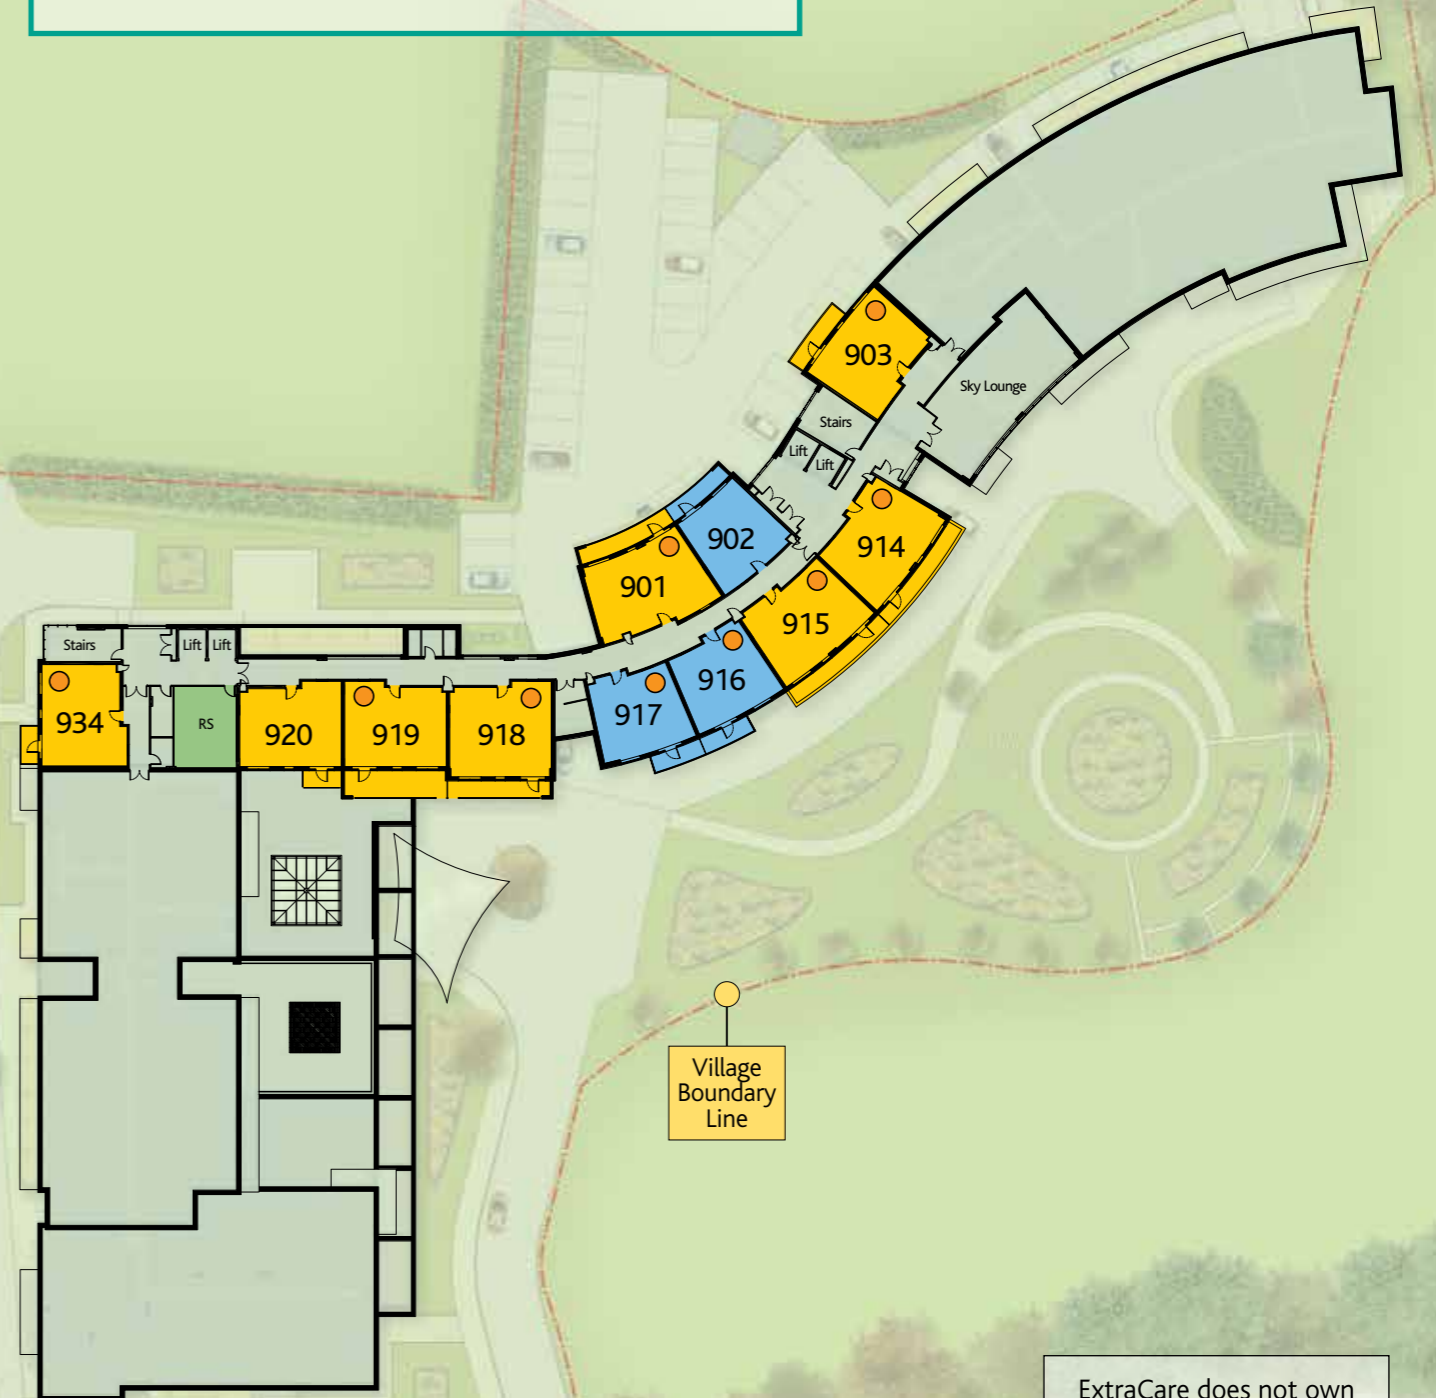 903
Sky Lounge
Stairs
Lift
Lift
902
914
901
915
916
917
Stairs
Lift
Lift
934
RS
920
919
918
Village
Boundary
Line
ExtraCare does not own